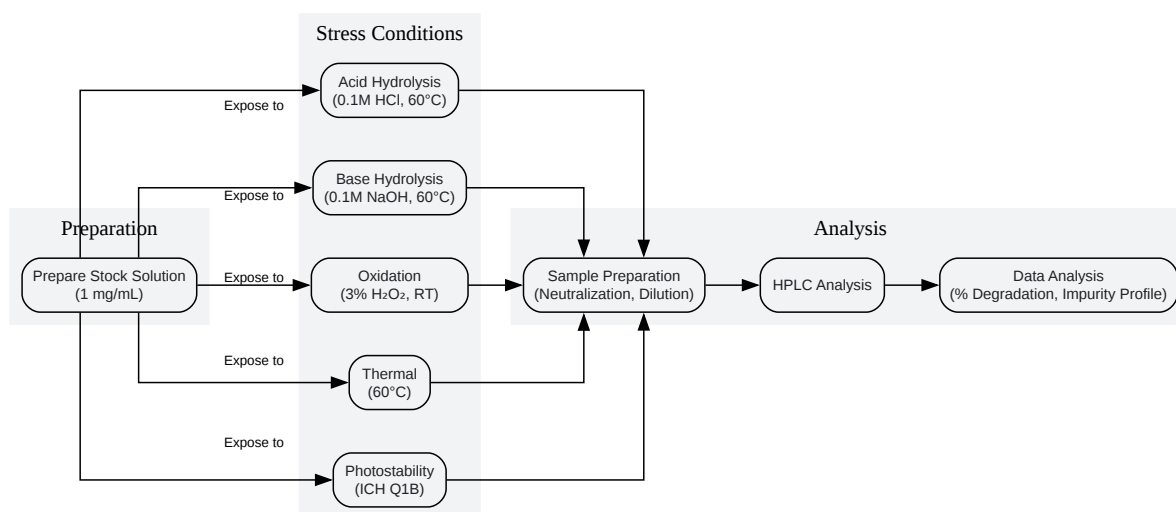 Stress Conditions
Acid Hydrolysis
(0.1M HCl, 60°C)
Expose to
Base Hydrolysis
(0.1M NaOH, 60°C)
Expose to
Preparation
Analysis
Prepare Stock Solution
(1 mg/mL)
Expose to
Oxidation
(3% H₂O₂, RT)
Sample Preparation
(Neutralization, Dilution)
HPLC Analysis
Data Analysis
(% Degradation, Impurity Profile)
Expose to
Thermal
(60°C)
Expose to
Photostability
(ICH Q1B)